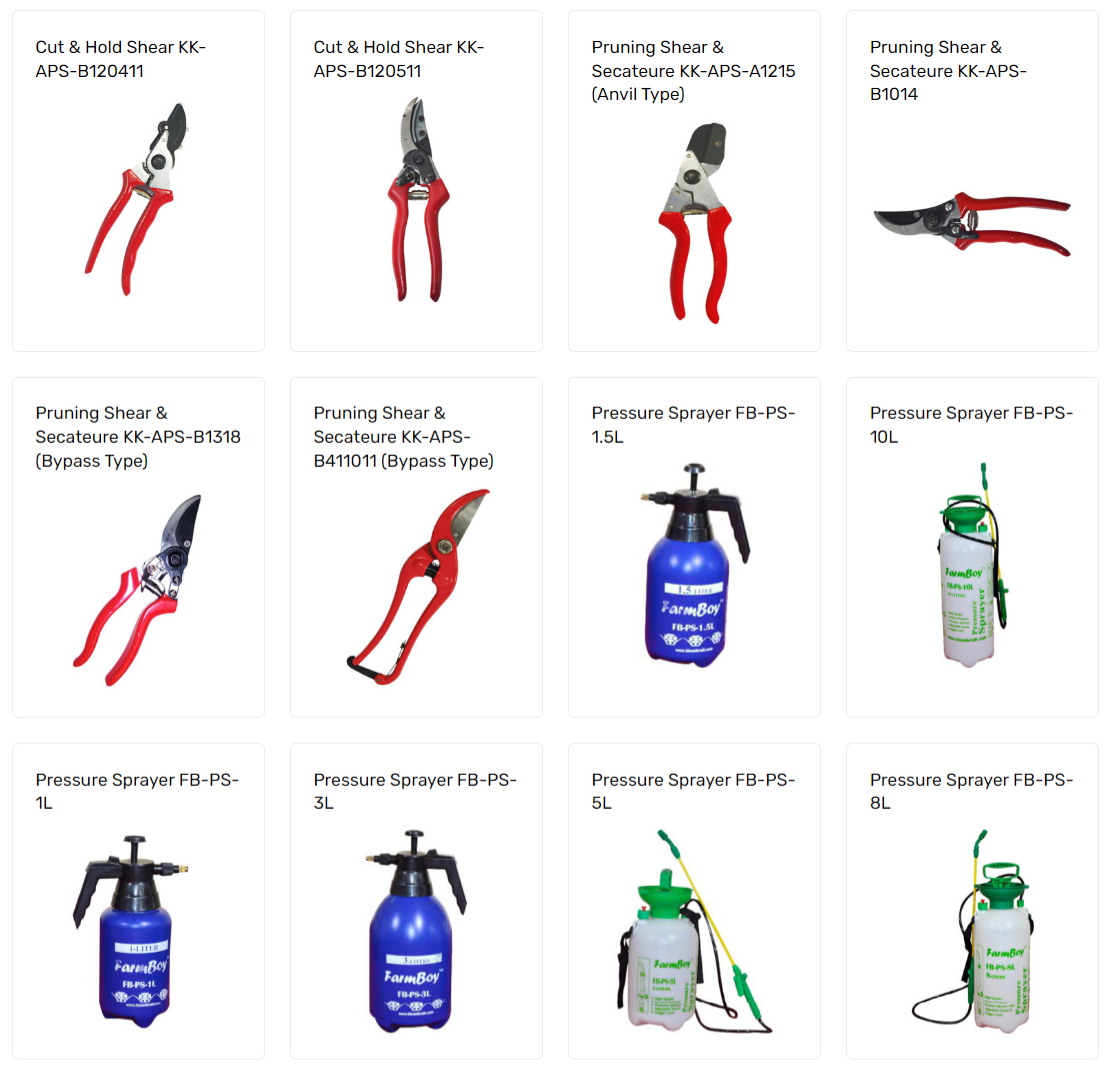 Cut & Hold Shear KK-
APS-B120411
Cut & Hold Shear KK-
APS-B120511
Pruning Shear &
Secateure KK-APS-A1215
(Anvil Type)
Pruning Shear &
Secateure KK-APS-
B1014
Pruning Shear &
Secateure KK-APS-B1318
(Bypass Type)
Pruning Shear &
Secateure KK-APS-
B411011 (Bypass Type)
Pressure Sprayer FB-PS-
1.5L
1.5 LITER
FarmBoy
FB-PS-1.5L
Pressure Sprayer FB-PS-
10L
FarmBoy
FB-PS-10L
Pressure
Sprayer
Pressure Sprayer FB-PS-
1L
1-LITER
FarmBoy
FB-PS-1L
Pressure Sprayer FB-PS-
3L
3 LITERS
FarmBoy
FB-PS-3L
Pressure Sprayer FB-PS-
5L
FarmBoy
FB-PS-5L
Pressure
Sprayer
Pressure Sprayer FB-PS-
8L
FarmBoy
FB-PS-8L
Pressure
Sprayer